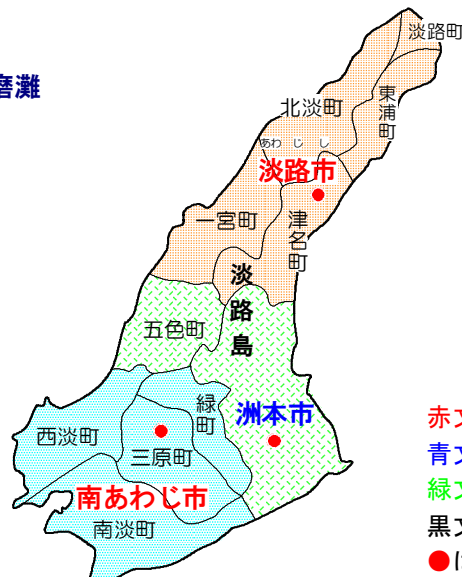 淡路町
磨灘
東浦町
北淡町
あわじし
淡路市
一宮町
津名町
淡路島
五色町
緑町
洲本市
西淡町
三原町
南あわじ市
南淡町
赤文
青文
緑文
黒文
●は